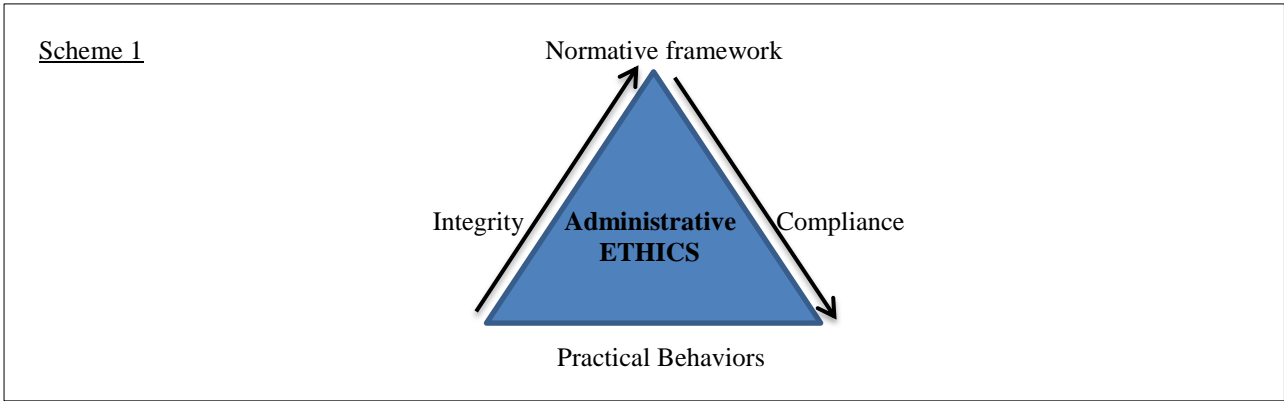 Scheme 1
Normative framework
Integrity
Administrative
ETHICS
Compliance
Practical Behaviors